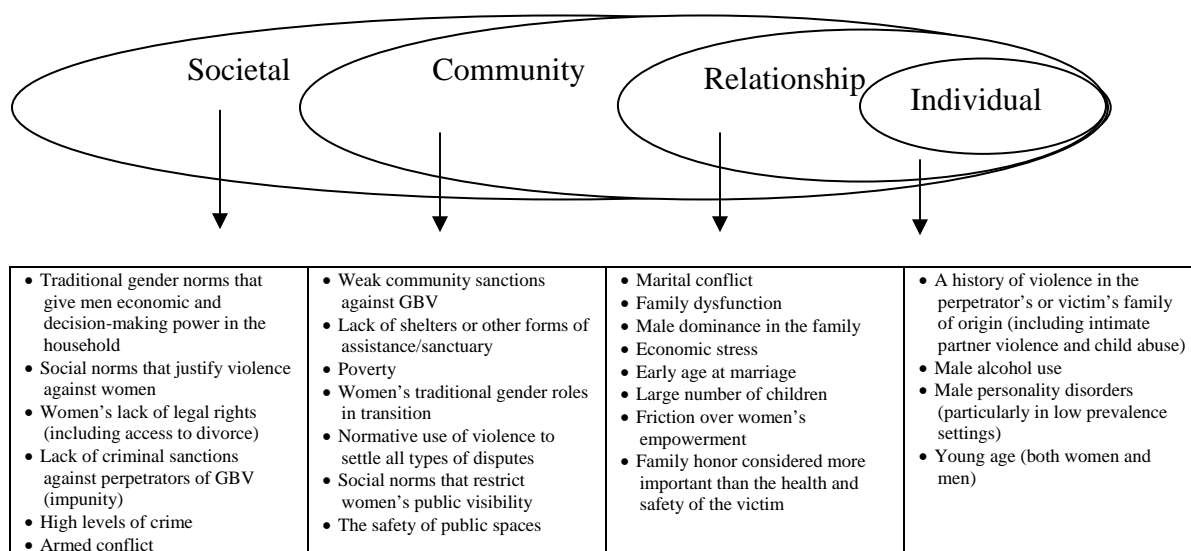 Societal
Community
Relationship
Individual
• Traditional gender norms that
give men economic and
decision-making power in the
household
• Social norms that justify violence
against women
• Women’s lack of legal rights
(including access to divorce)
• Lack of criminal sanctions
against perpetrators of GBV
(impunity)
• High levels of crime
• Armed conflict
• Weak community sanctions
against GBV
• Lack of shelters or other forms of
assistance/sanctuary
• Poverty
• Women’s traditional gender roles
in transition
• Normative use of violence to
settle all types of disputes
• Social norms that restrict
women’s public visibility
• The safety of public spaces
• Marital conflict
• Family dysfunction
• Male dominance in the family
• Economic stress
• Early age at marriage
• Large number of children
• Friction over women’s
empowerment
• Family honor considered more
important than the health and
safety of the victim
• A history of violence in the
perpetrator’s or victim’s family
of origin (including intimate
partner violence and child abuse)
• Male alcohol use
• Male personality disorders
(particularly in low prevalence
settings)
• Young age (both women and
men)